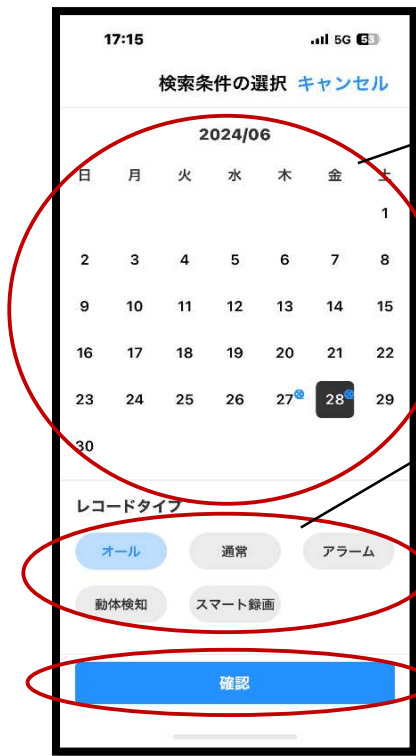 17:15 5G 53
検索条件の選択 キャンセル
2024/06
日 月 火 水 木 金 土
1
2 3 4 5 6 7 8
9 10 11 12 13 14 15
16 17 18 19 20 21 22
23 24 25 26 27 28 29
30
レコードタイプ
オール 通常 アラーム
動体検知 スマート録画
確認